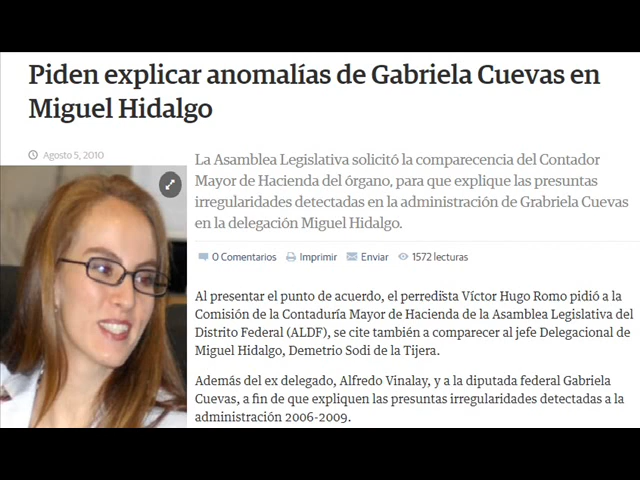 Piden explicar anomalías de Gabriela Cuevas en
Miguel Hidalgo
Agosto 5, 2010
La Asamblea Legislativa solicitó la comparecencia del Contador
Mayor de Hacienda del órgano, para que explique las presuntas
irregularidades detectadas en la administración de Grabriela Cuevas
en la delegación Miguel Hidalgo.
0 Comentarios Imprimir Enviar 1572 lecturas
Al presentar el punto de acuerdo, el perredista Víctor Hugo Romo pidió a la
Comisión de la Contaduría Mayor de Hacienda de la Asamblea Legislativa del
Distrito Federal (ALDF), se cite también a comparecer al jefe Delegacional de
Miguel Hidalgo, Demetrio Sodi de la Tijera.
Además del ex delegado, Alfredo Vinalay, y a la diputada federal Gabriela
Cuevas, a fin de que expliquen las presuntas irregularidades detectadas a la
administración 2006-2009.